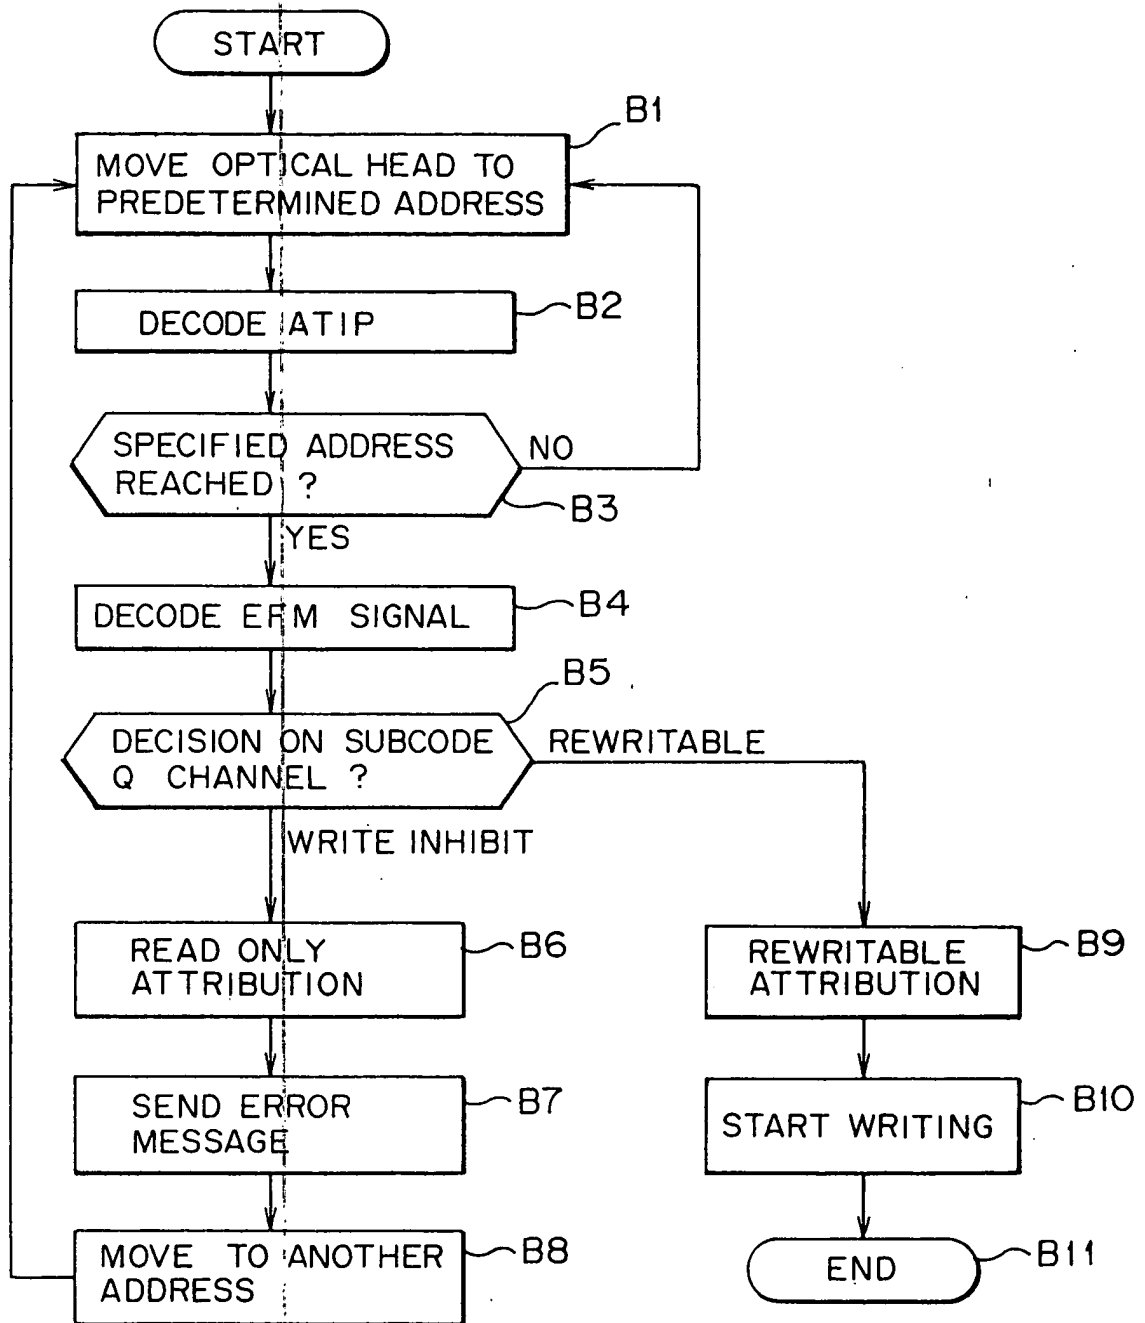 START
B1
MOVE OPTICAL HEAD TO
PREDETERMINED ADDRESS
B2
DECODE ATIP
SPECIFIED ADDRESS
REACHED ?
NO
B3
YES
DECODE EFM SIGNAL
B4
B5
DECISION ON SUBCODE
Q CHANNEL ?
REWRITABLE
WRITE INHIBIT
READ ONLY
ATTRIBUTION
B6
REWRITABLE
ATTRIBUTION
B9
SEND ERROR
MESSAGE
B7
START WRITING
B10
MOVE TO ANOTHER
ADDRESS
B8
END
B11